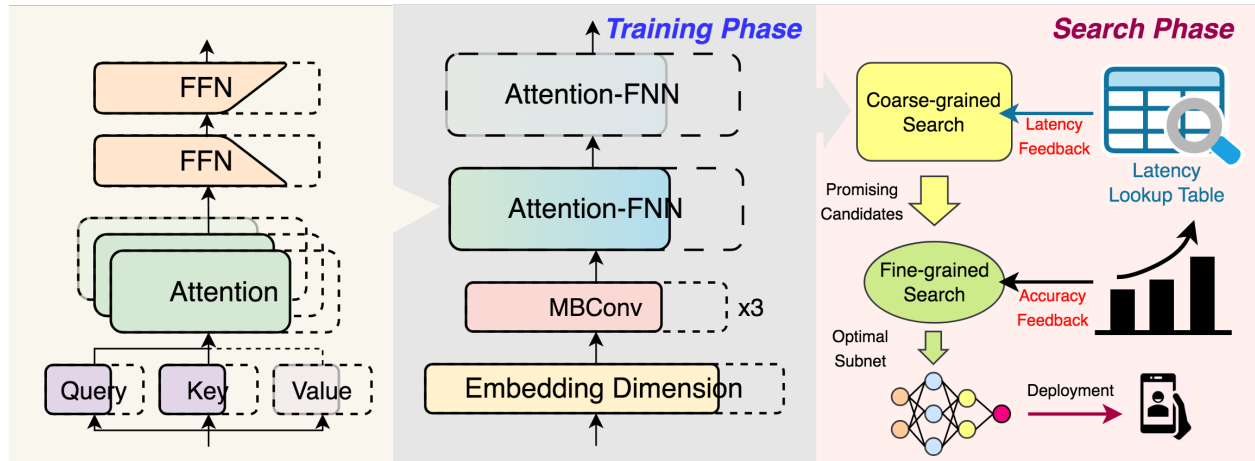 FFN
FFN
Attention
Query
Key
Value
Training Phase
Attention-FNN
Attention-FNN
MBConv
x3
Embedding Dimension
Search Phase
Coarse-grained
Search
Latency
Feedback
Latency
Lookup Table
Promising
Candidates
Fine-grained
Search
Accuracy
Feedback
Optimal
Subnet
Deployment